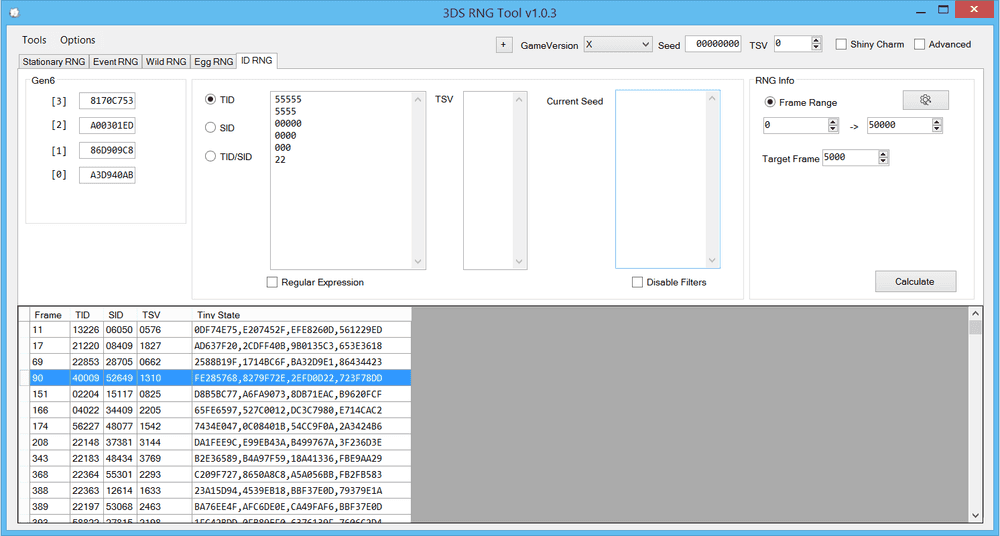 3DS RNG Tool v1.0.3
Tools Options
+ GameVersion X Seed 00000000 TSV 0 Shiny Charm Advanced
Stationary RNG Event RNG Wild RNG Egg RNG ID RNG
Gen6
[3] 8170C753
[2] A00301ED
[1] 86D909C8
[0] A3D940AB
TID
SID
TID/SID
55555
5555
00000
0000
000
22
TSV
Current Seed
Regular Expression
Disable Filters
RNG Info
Frame Range
0 -> 50000
Target Frame 5000
Calculate
Frame TID SID TSV Tiny State
11 13226 06050 0576 0DF74E75,E207452F,EFE8260D,561229ED
17 21220 08409 1827 AD637F20,2CDFF40B,9B0135C3,653E3618
69 22853 28705 0662 2588B19F,1714BC6F,BA32D9E1,86434423
90 40009 52649 1310 FE285768,8279F72E,2EFD0D22,723F78DD
151 02204 15117 0825 D8B5BC77,A6FA9073,8DB71EAC,B9620FCF
166 04022 34409 2205 65FE6597,527C0012,DC3C7980,E714CAC2
174 56227 48077 1542 7434E047,0C08401B,54CC9F0A,2A3424B6
208 22148 37381 3144 DA1FEE9C,E99EB43A,B499767A,3F236D3E
343 22183 48434 3769 B2E36589,B4A97F59,18A41336,FBE9AA29
368 22364 55301 2293 C209F727,8650A8C8,A5A056BB,FB2FB583
388 22363 12614 1633 23A15D94,4539EB18,BBF37E0D,79379E1A
389 22197 53068 2463 BA76EE4F,AFC6DE0E,CA49FAF6,BBF37E0D